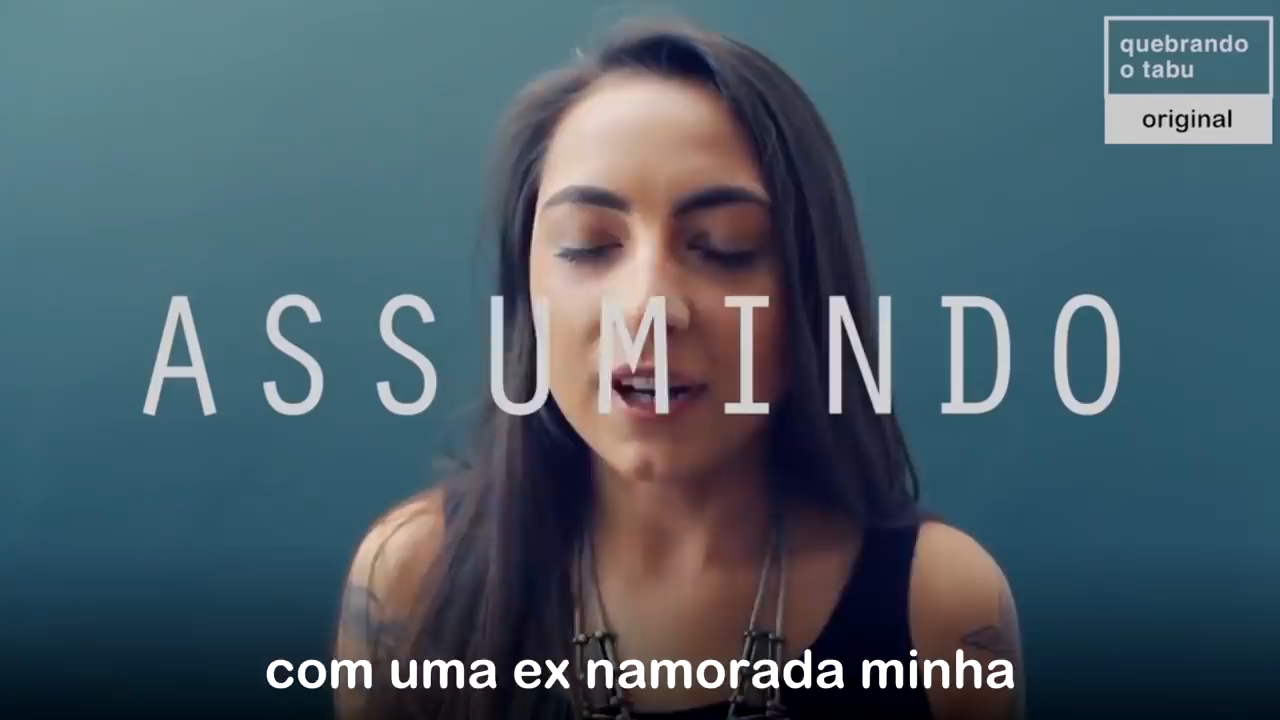 quebrando
o tabu
original
ASSUMINDO
com uma ex namorada minha